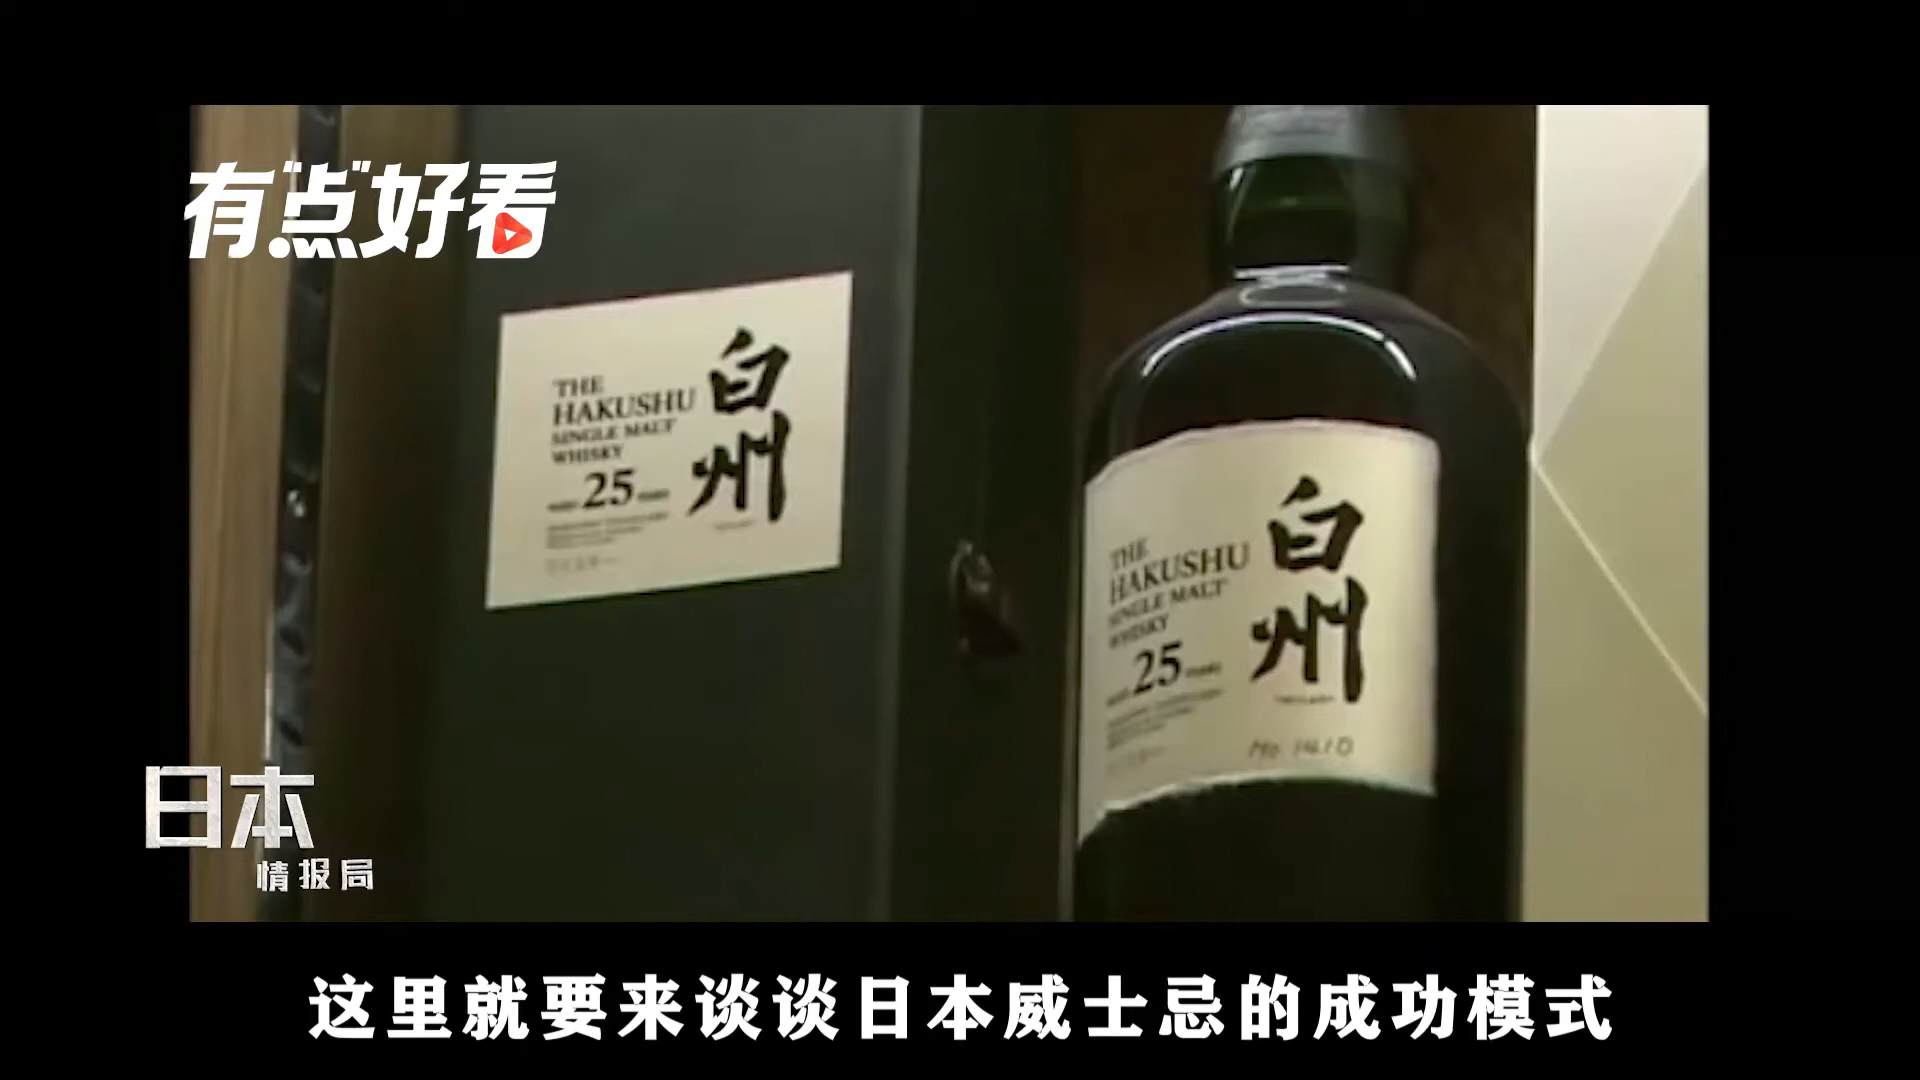 有"点"好看
THE
HAKUSHU
SINGLE MALT
WHISKY
25
白州
THE
HAKUSHU
SINGLE MALT
WHISKY
25
白州
日本
情报局
这里就要来谈谈日本威士忌的成功模式